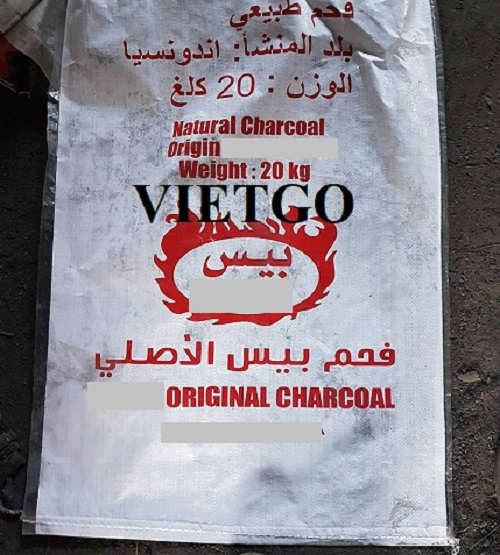 فحم طبيعي
بلد المنشأ: اندونسيا
الوزن : 20 كلغ
Natural Charcoal
Origin
Weight : 20 kg
VIETGO
بيس
فحم بيس الأصلي
ORIGINAL CHARCOAL